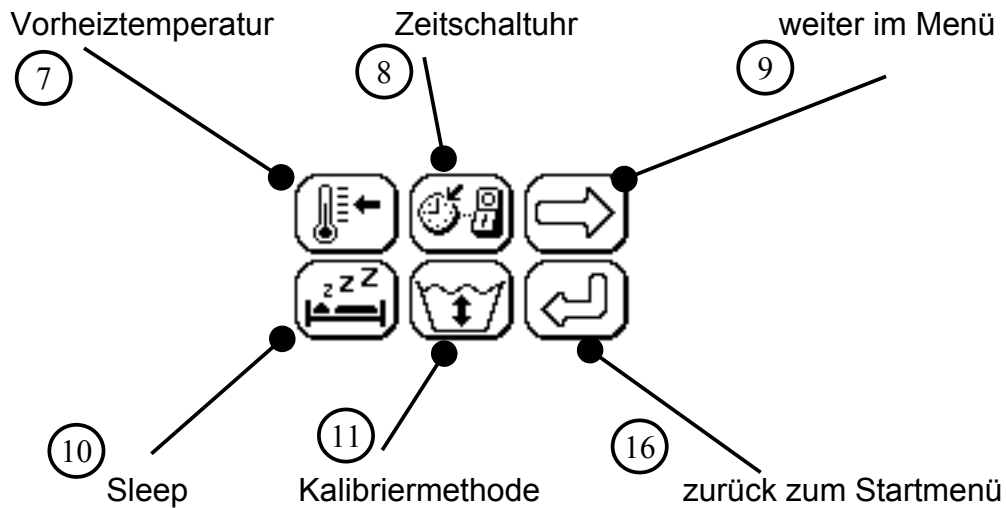 Vorheiztemperatur Zeitschaltuhr weiter im Menü
7 8 9
z z Z
10 11 16
Sleep Kalibriermethode zurück zum Startmenü